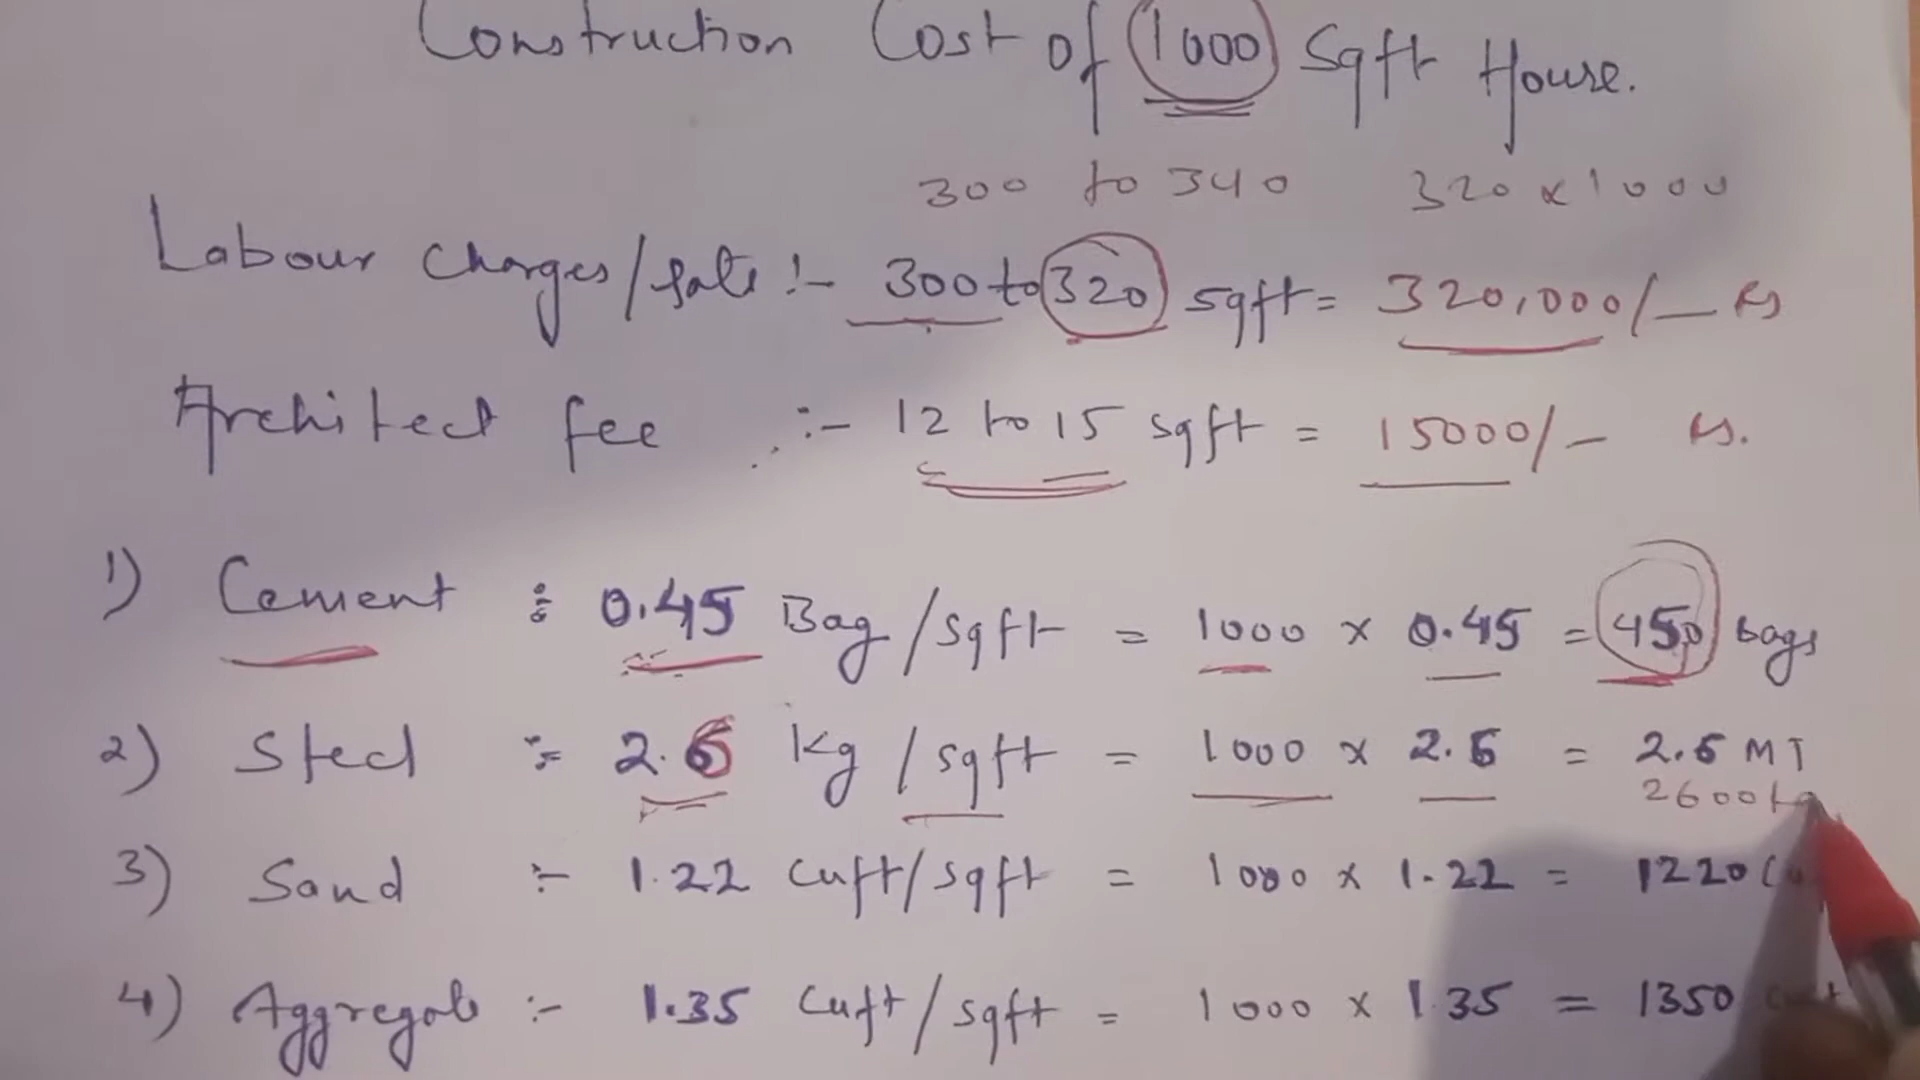 Construction Cost of 1000 Sqft House.
300 to 340 320 x 1000
Labour Charges/rate :- 300 to 320 sqft = 320,000/- Rs
Architect fee :- 12 to 15 sqft = 15000/- Rs.
1) Cement : 0.45 Bag/sqft = 1000 x 0.45 = 450 bags
2) Steel :- 2.6 kg/sqft = 1000 x 2.6 = 2.6 MT
2600 kg
3) Sand :- 1.22 cuft/sqft = 1000 x 1.22 = 1220
4) Aggregate :- 1.35 cuft/sqft = 1000 x 1.35 = 1350